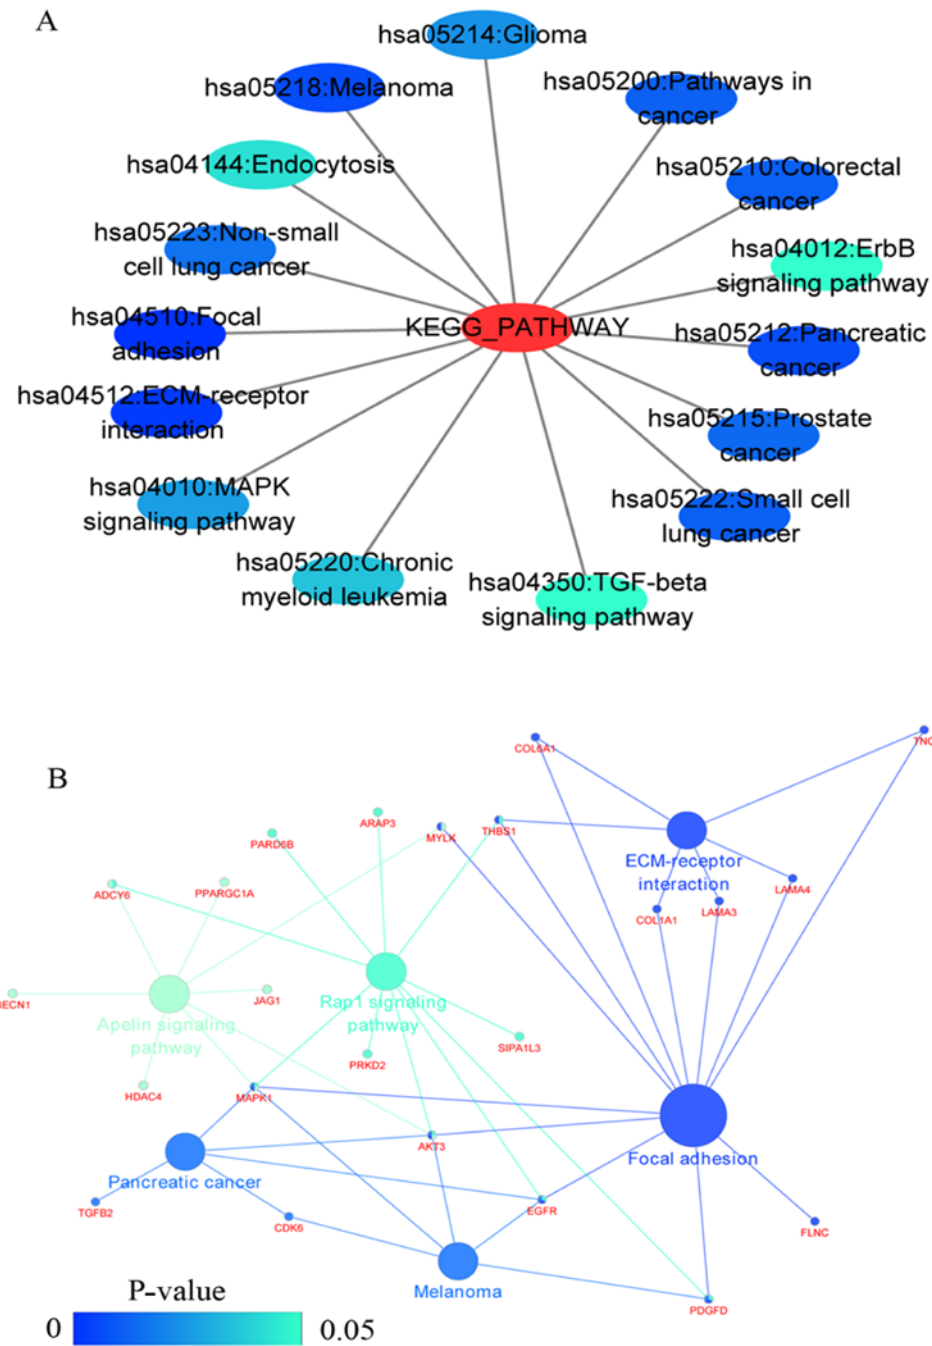 A
hsa05214:Glioma
hsa05218:Melanoma
hsa05200:Pathways in
cancer
hsa04144:Endocytosis
hsa05210:Colorectal
cancer
hsa05223:Non-small
cell lung cancer
hsa04012:ErbB
signaling pathway
hsa04510:Focal
adhesion
KEGG_PATHWAY
hsa05212:Pancreatic
cancer
hsa04512:ECM-receptor
interaction
hsa05215:Prostate
cancer
hsa04010:MAPK
signaling pathway
hsa05222:Small cell
lung cancer
hsa05220:Chronic
myeloid leukemia
hsa04350:TGF-beta
signaling pathway
B
COL6A1
TNC
ARAP3
PARD6B
MYLK
THBS1
ECM-receptor
interaction
ADCY6
PPARGC1A
LAMA4
COL1A1
LAMA3
BECN1
JAG1
Rap1 signaling
pathway
Apelin signaling
pathway
SIPA1L3
PRKD2
HDAC4
MAPK1
AKT3
Focal adhesion
Pancreatic cancer
TGFB2
CDK6
EGFR
FLNC
Melanoma
PDGFD
P-value
0
0.05